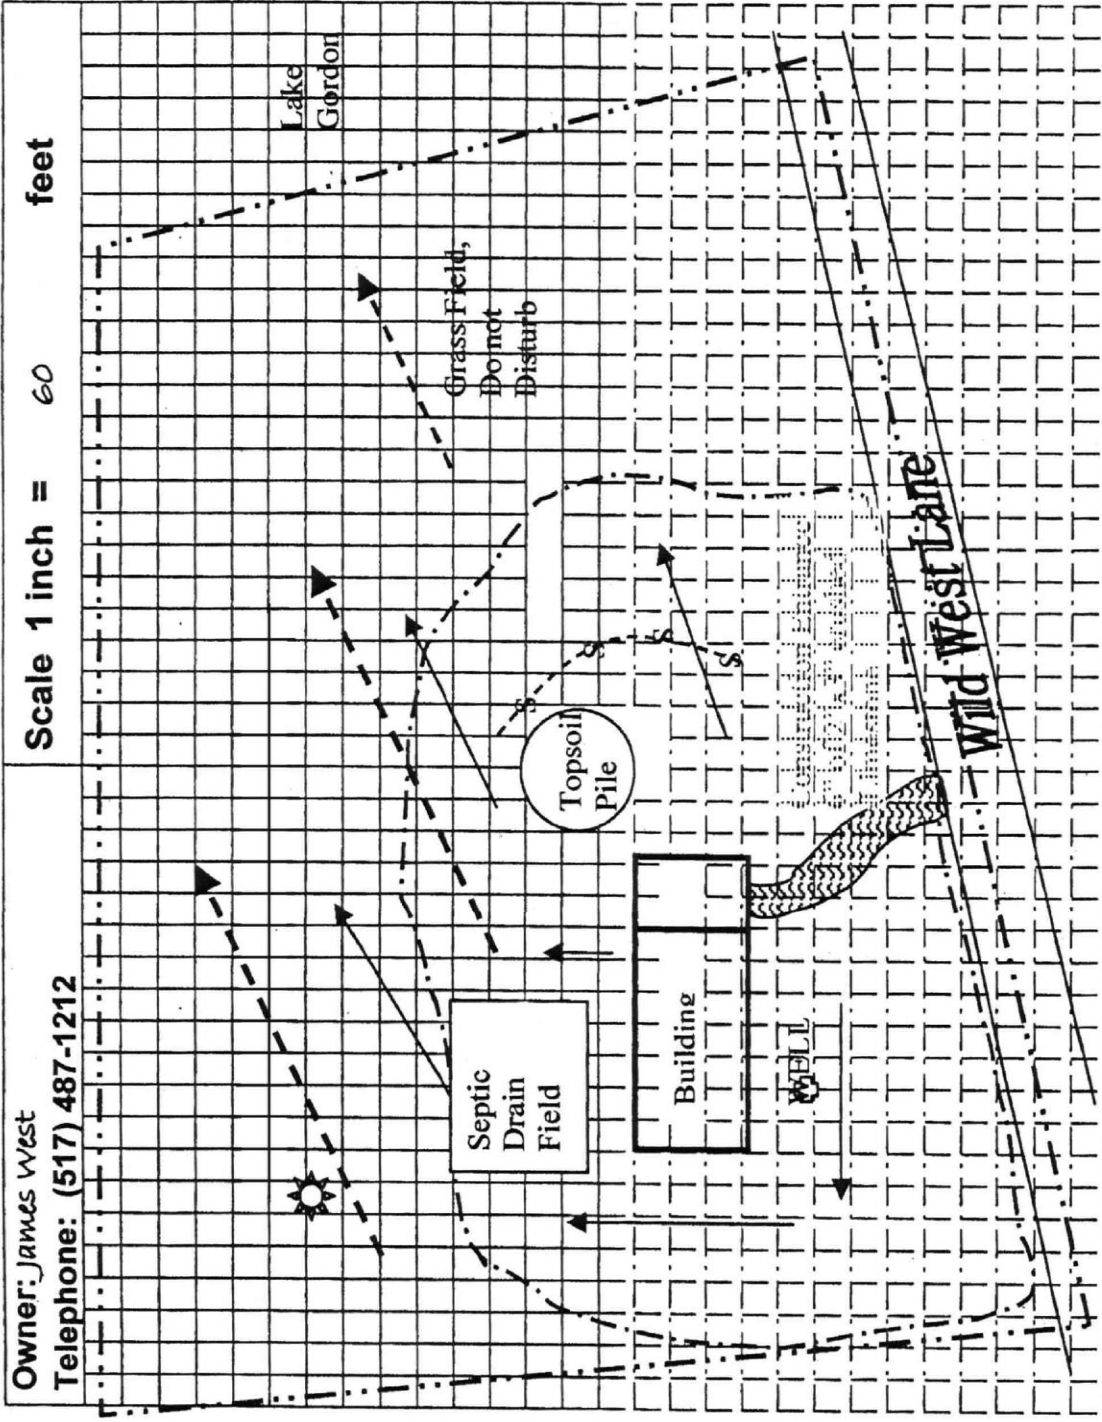 Owner: James West
Telephone: (517) 487-1212
Scale 1 inch = 60 feet
Lake
Gordon
Grass Field,
Do not
Disturb
Septic
Drain
Field
Topsoil
Pile
S
S
S
S
Building
WELL
Wild West Lane